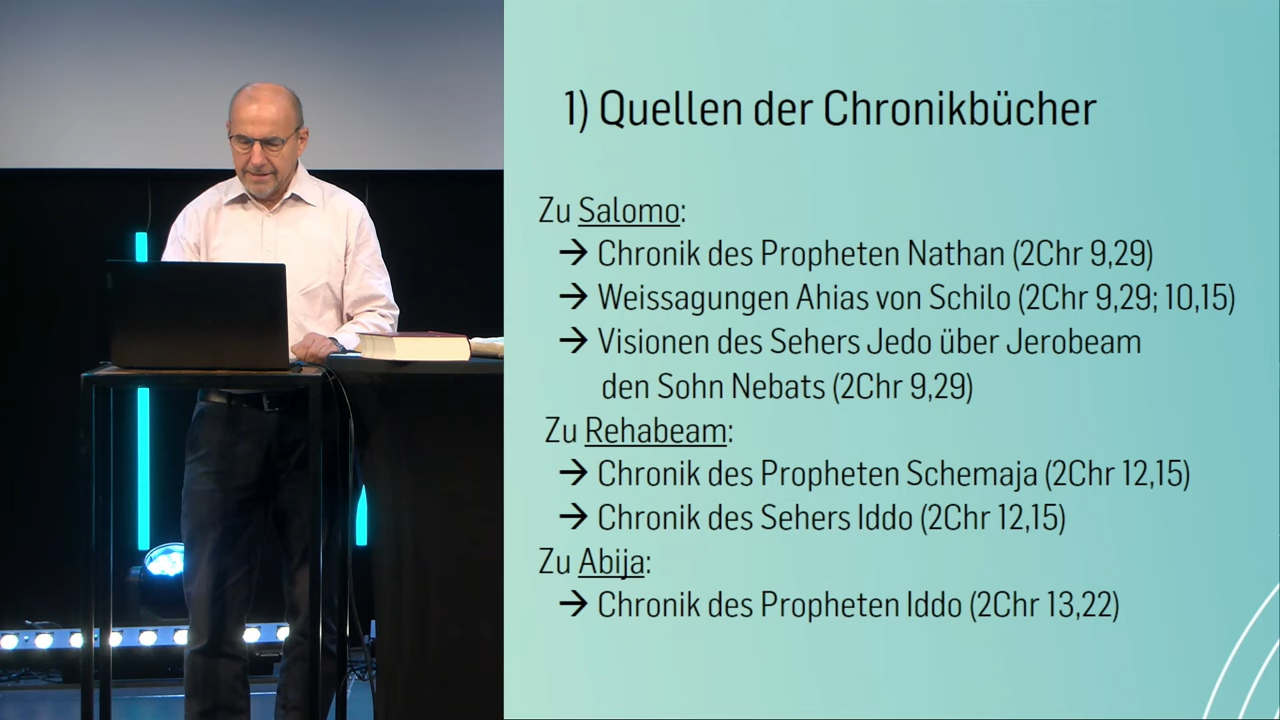 1) Quellen der Chronikbücher
Zu Salomo:
→ Chronik des Propheten Nathan (2Chr 9,29)
→ Weissagungen Ahias von Schilo (2Chr 9,29; 10,15)
→ Visionen des Sehers Jedo über Jerobeam
den Sohn Nebats (2Chr 9,29)
Zu Rehabeam:
→ Chronik des Propheten Schemaja (2Chr 12,15)
→ Chronik des Sehers Iddo (2Chr 12,15)
Zu Abija:
→ Chronik des Propheten Iddo (2Chr 13,22)